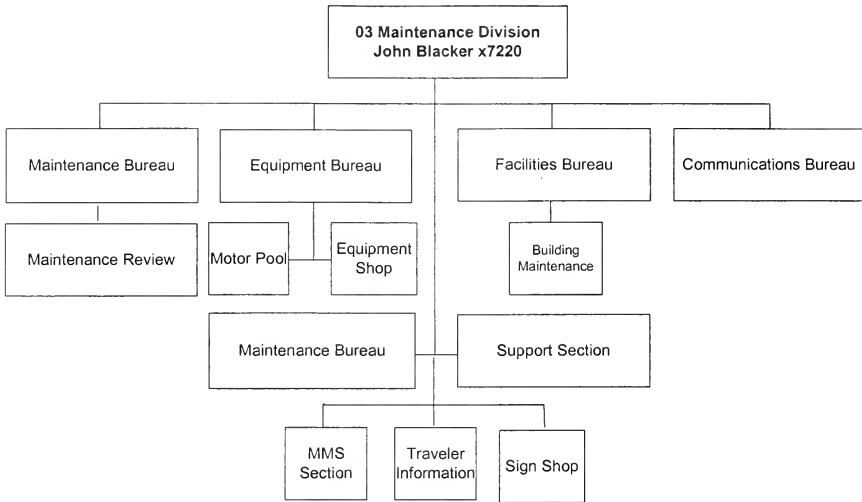 03 Maintenance Division
John Blacker x7220
Maintenance Bureau
Equipment Bureau
Facilities Bureau
Communications Bureau
Maintenance Review
Motor Pool
Equipment
Shop
Building
Maintenance
Maintenance Bureau
Support Section
MMS
Section
Traveler
Information
Sign Shop